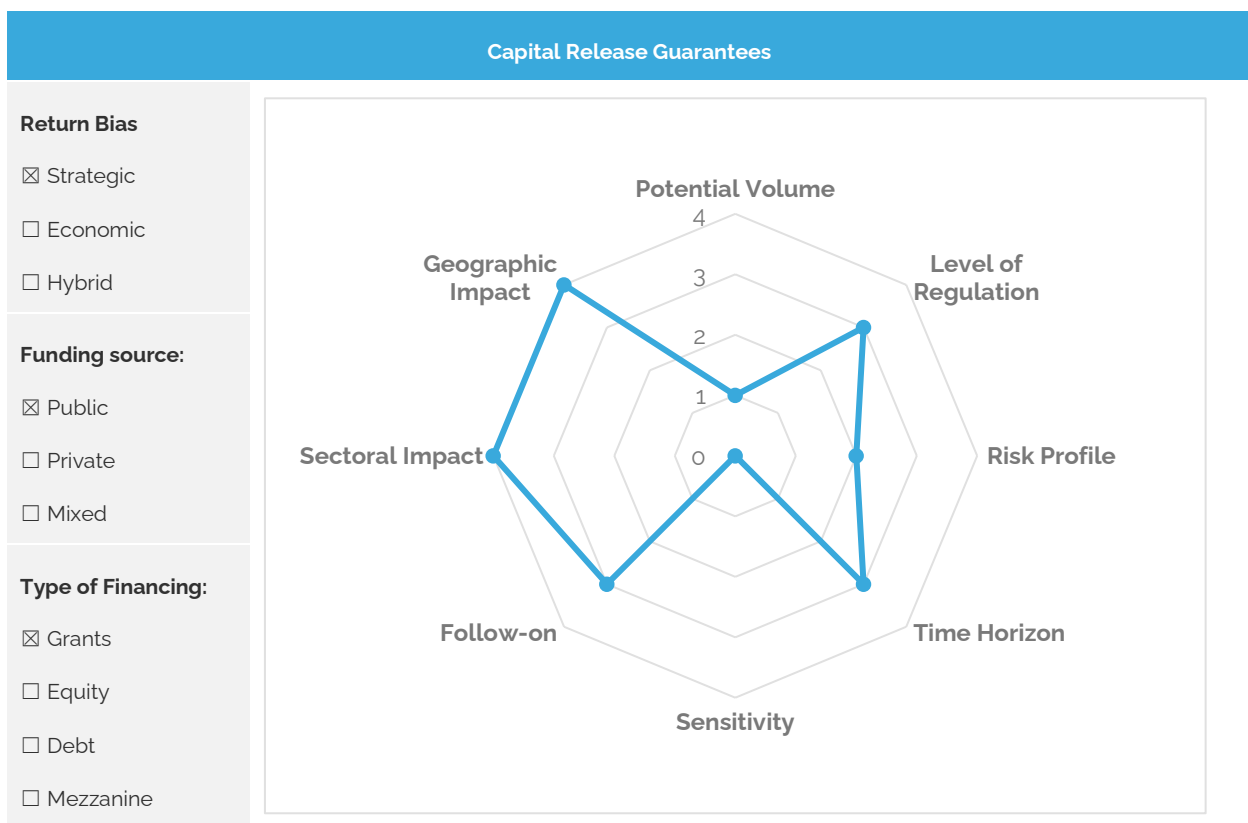 Capital Release Guarantees
Return Bias
☒ Strategic
☐ Economic
☐ Hybrid
Funding source:
☒ Public
☐ Private
☐ Mixed
Type of Financing:
☒ Grants
☐ Equity
☐ Debt
☐ Mezzanine
Potential Volume
4
3
2
1
0
Level of
Regulation
Risk Profile
Time Horizon
Sensitivity
Follow-on
Sectoral Impact
Geographic
Impact